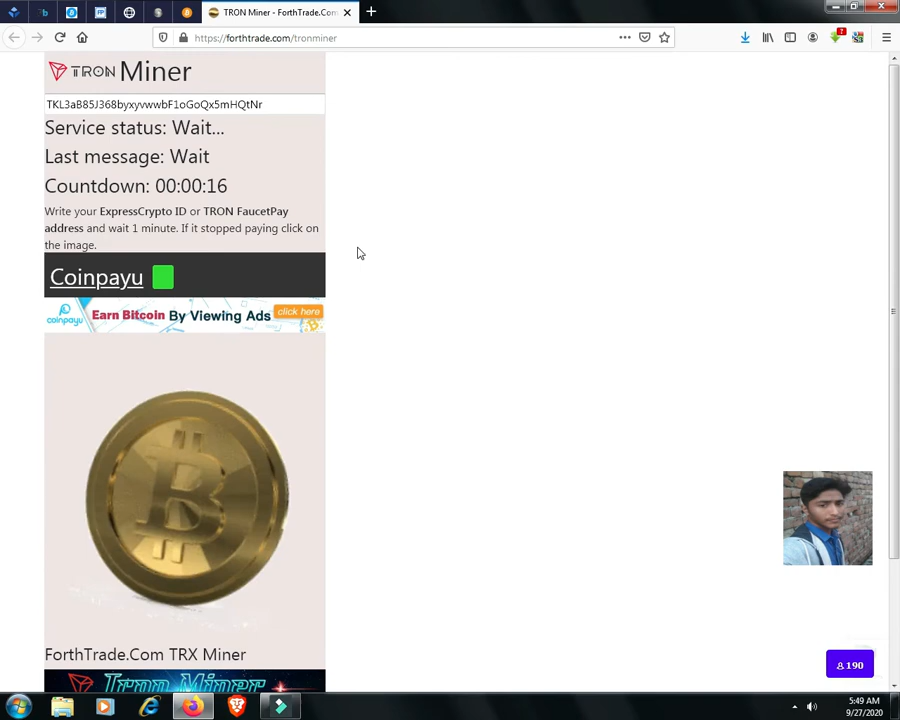 TRON Miner - ForthTrade.Com
https://forthtrade.com/tronminer
7
TRON Miner
TKL3aB85J368byxyvwwbF1oGoQx5mHQtNr
Service status: Wait...
Last message: Wait
Countdown: 00:00:16
Write your ExpressCrypto ID or TRON FaucetPay
address and wait 1 minute. If it stopped paying click on
the image.
Coinpayu
coinpayu Earn Bitcoin By Viewing Ads click here
B
ForthTrade.Com TRX Miner
Tron Miner
190
5:49 AM
9/27/2020